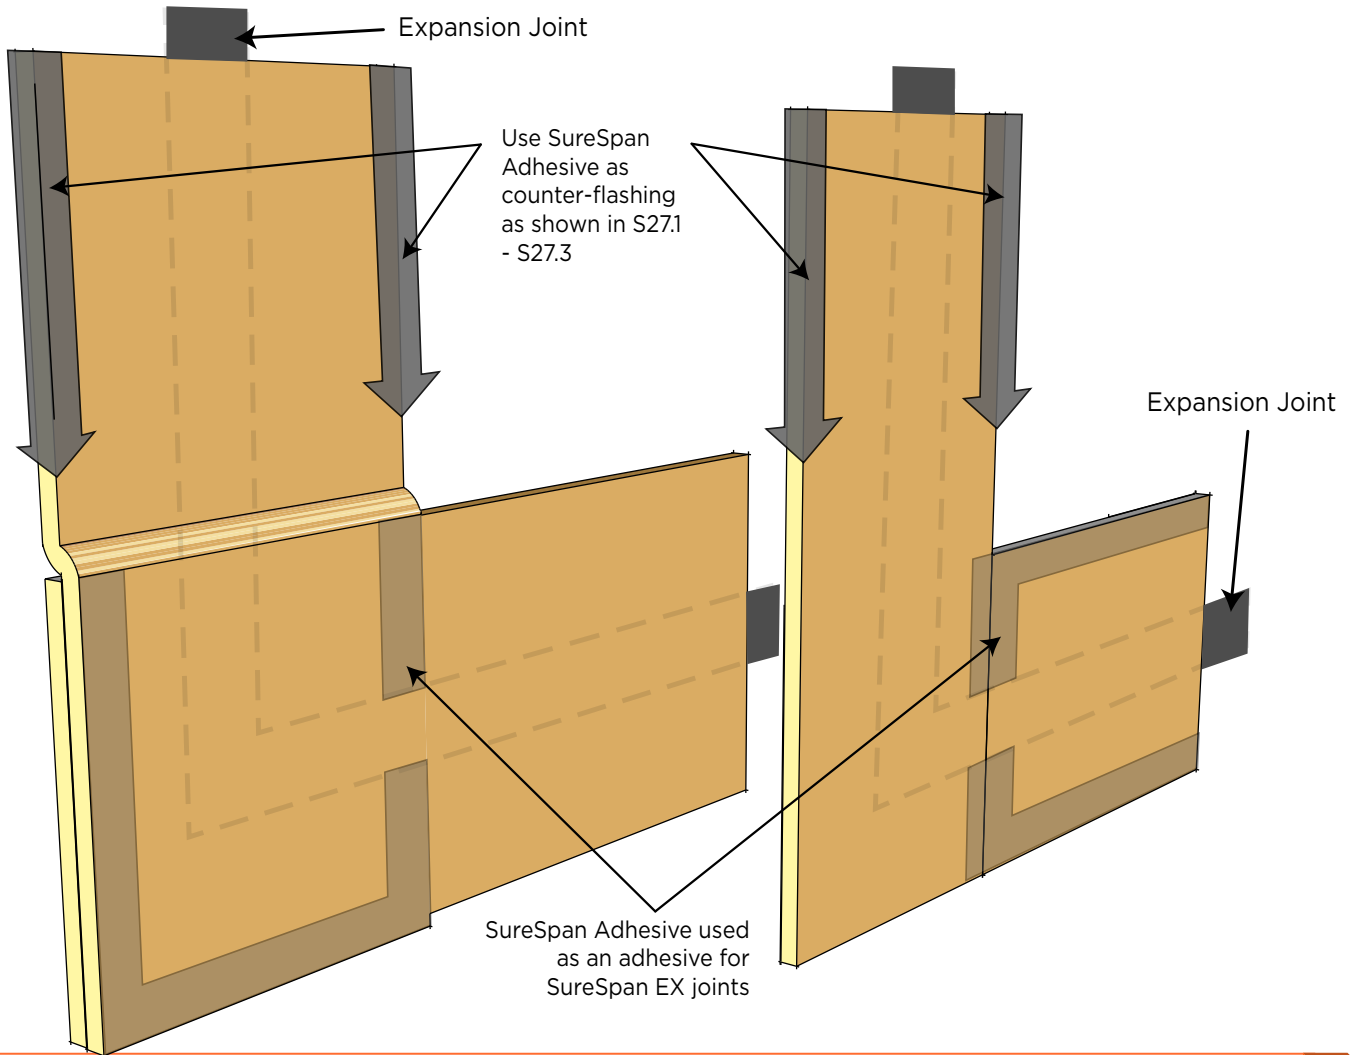 Expansion Joint
Use SureSpan
Adhesive as
counter-flashing
as shown in S27.1
- S27.3
Expansion Joint
SureSpan Adhesive used
as an adhesive for
SureSpan EX joints